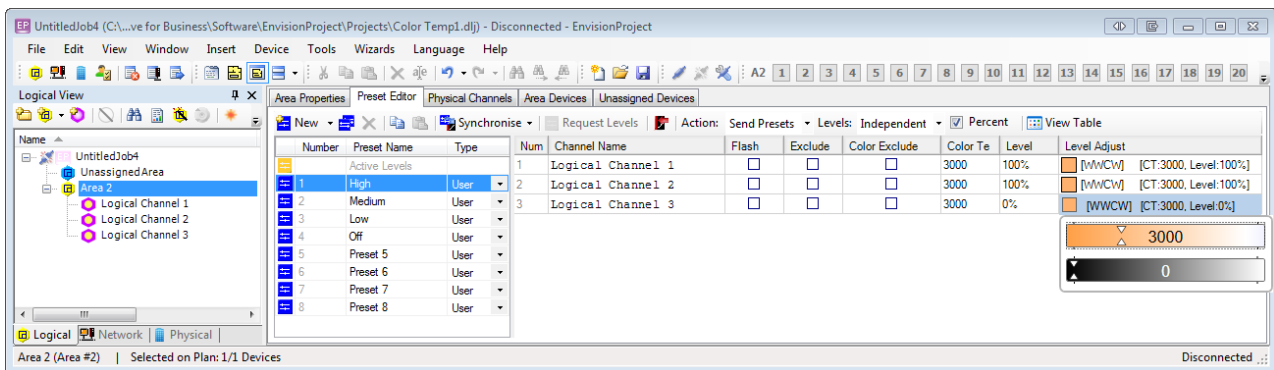 EP UntitledJob4 (C:\...ve for Business\Software\EnvisionProject\Projects\Color Temp1.dlj) - Disconnected - EnvisionProject
File Edit View Window Insert Device Tools Wizards Language Help
A2 1 2 3 4 5 6 7 8 9 10 11 12 13 14 15 16 17 18 19 20
Logical View
Area Properties Preset Editor Physical Channels Area Devices Unassigned Devices
New Synchronise Request Levels Action: Send Presets Levels: Independent Percent View Table
Name
UntitledJob4
UnassignedArea
Area 2
Logical Channel 1
Logical Channel 2
Logical Channel 3
Number Preset Name Type
Active Levels
1 High User
2 Medium User
3 Low User
4 Off User
5 Preset 5 User
6 Preset 6 User
7 Preset 7 User
8 Preset 8 User
Num Channel Name Flash Exclude Color Exclude Color Te Level Level Adjust
1 Logical Channel 1 3000 100% [WWCW] [CT:3000, Level:100%]
2 Logical Channel 2 3000 100% [WWCW] [CT:3000, Level:100%]
3 Logical Channel 3 3000 0% [WWCW] [CT:3000, Level:0%]
3000
0
Logical Network Physical
Area 2 (Area #2) | Selected on Plan: 1/1 Devices Disconnected